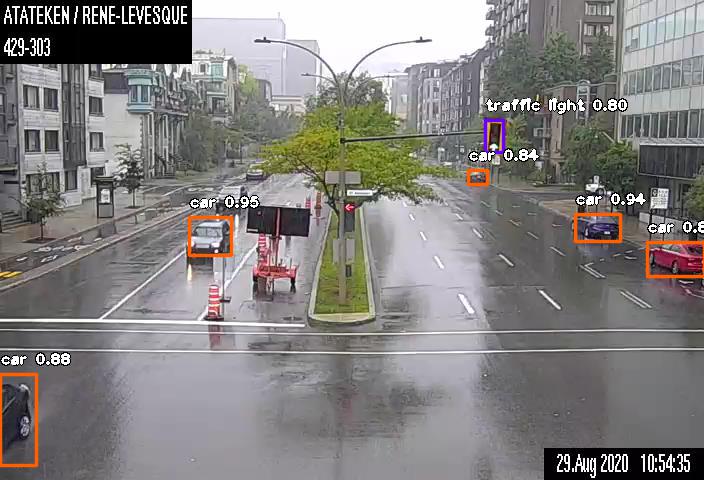 ATATEKEN / RENE-LEVESQUE
429-303
traffic light 0.80
car 0.84
car 0.95
car 0.94
car 0.8
car 0.88
29.Aug 2020 10:54:35